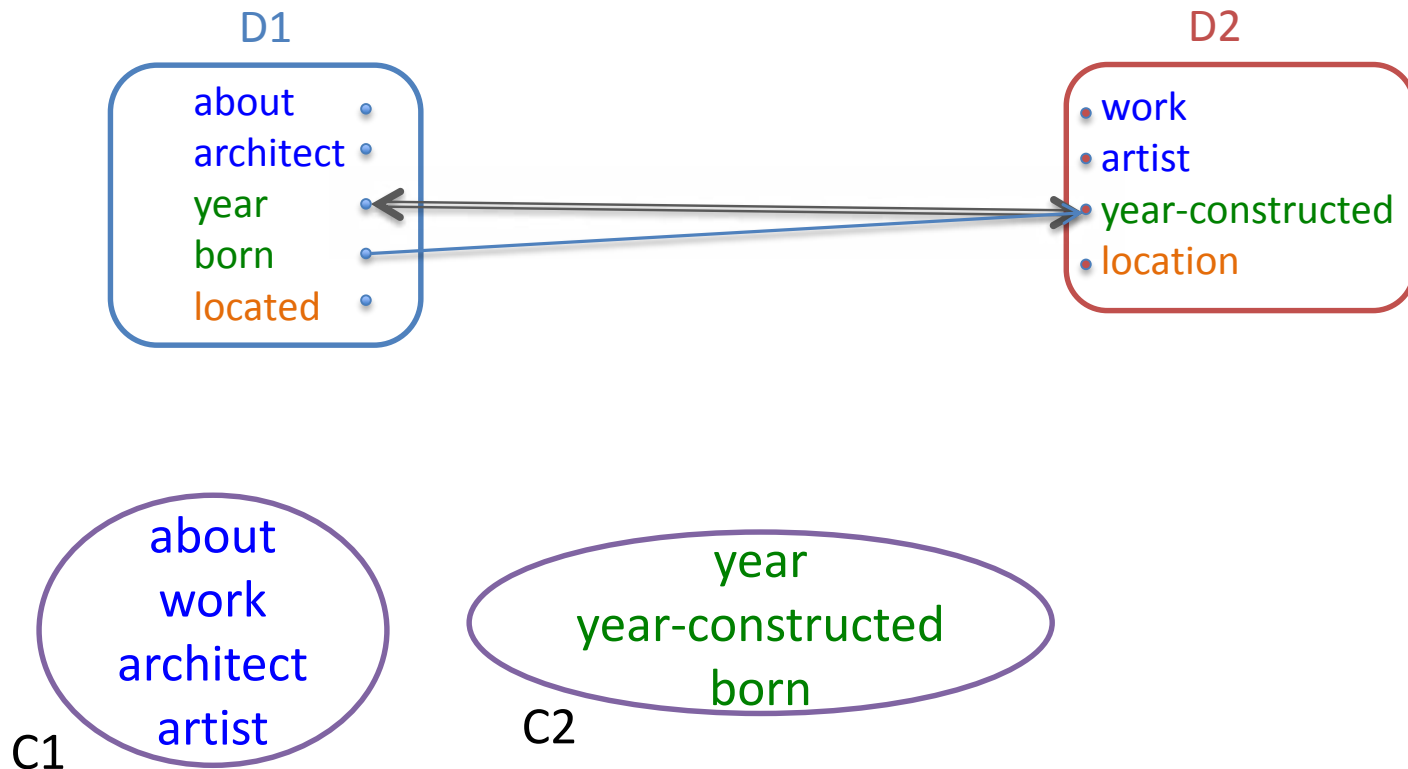 D1
about
architect
year
born
located
D2
work
artist
year-constructed
location
about
work
architect
artist
C1
year
year-constructed
born
C2